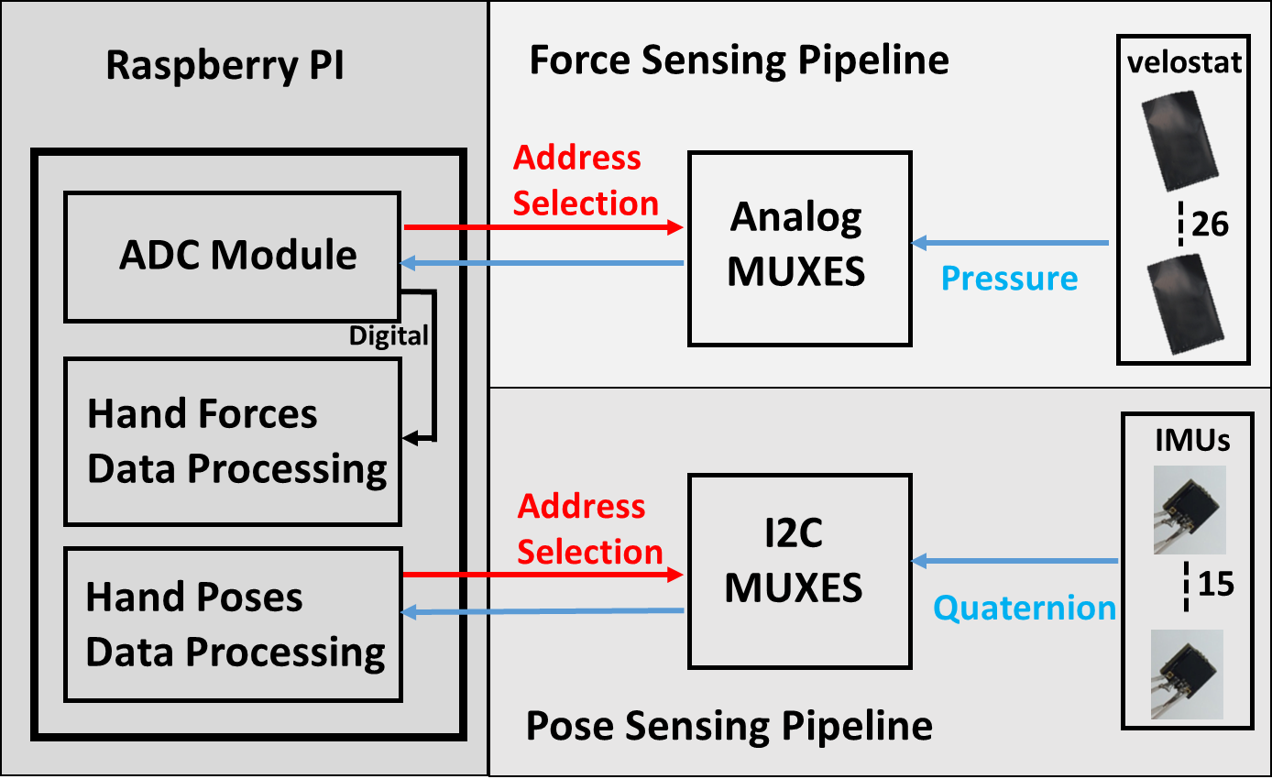 Raspberry PI
ADC Module
Digital
Hand Forces
Data Processing
Hand Poses
Data Processing
Force Sensing Pipeline
Address
Selection
Analog
MUXES
Pressure
velostat
26
Address
Selection
I2C
MUXES
Quaternion
IMUs
15
Pose Sensing Pipeline